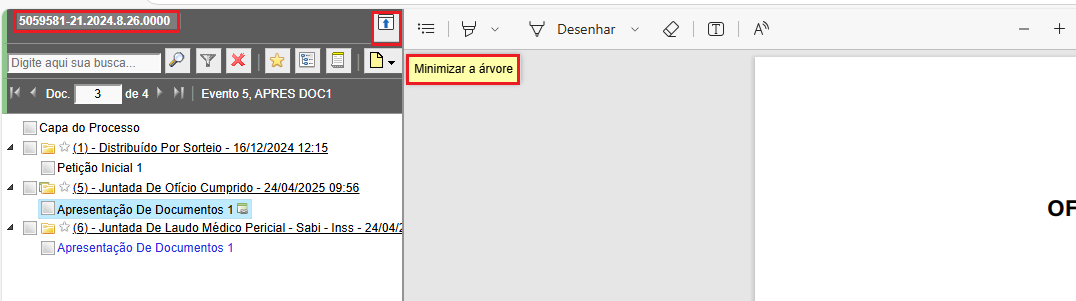 5059581-21.2024.8.26.0000
Desenhar
Digite aqui sua busca...
Minimizar a árvore
Doc. 3 de 4 Evento 5, APRES DOC1
Capa do Processo
(1) - Distribuído Por Sorteio - 16/12/2024 12:15
Petição Inicial 1
(5) - Juntada De Ofício Cumprido - 24/04/2025 09:56
Apresentação De Documentos 1
OF
(6) - Juntada De Laudo Médico Pericial - Sabi - Inss - 24/04/2
Apresentação De Documentos 1